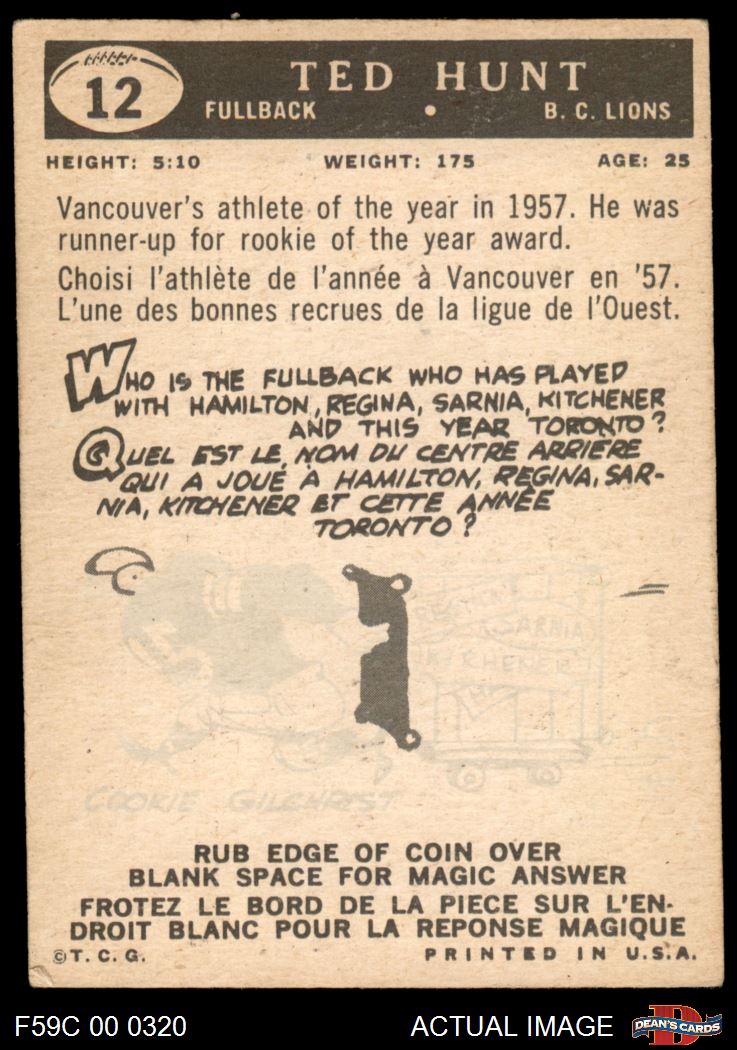 12
TED HUNT
FULLBACK • B. C. LIONS
HEIGHT: 5:10 WEIGHT: 175 AGE: 25
Vancouver's athlete of the year in 1957. He was
runner-up for rookie of the year award.
Choisi l'athlète de l'année à Vancouver en '57.
L'une des bonnes recrues de la ligue de l'Ouest.
WHO IS THE FULLBACK WHO HAS PLAYED
WITH HAMILTON, REGINA, SARNIA, KITCHENER
AND THIS YEAR TORONTO?
QUEL EST LE NOM DU CENTRE ARRIERE
QUI A JOUÉ À HAMILTON, REGINA, SAR-
NIA, KITCHENER ET CETTE ANNÉE
TORONTO?
SARNIA
KITCHENER
COOKIE GILCHRIST
RUB EDGE OF COIN OVER
BLANK SPACE FOR MAGIC ANSWER
FROTEZ LE BORD DE LA PIECE SUR L'EN-
DROIT BLANC POUR LA REPONSE MAGIQUE
©T. C. G. PRINTED IN U.S.A.
F59C 00 0320 ACTUAL IMAGE DEAN'S CARDS